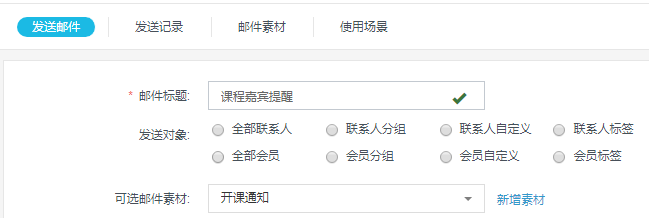 发送邮件 发送记录 邮件素材 使用场景
* 邮件标题: 课程嘉宾提醒
发送对象: 全部联系人 联系人分组 联系人自定义 联系人标签
全部会员 会员分组 会员自定义 会员标签
可选邮件素材: 开课通知 新增素材